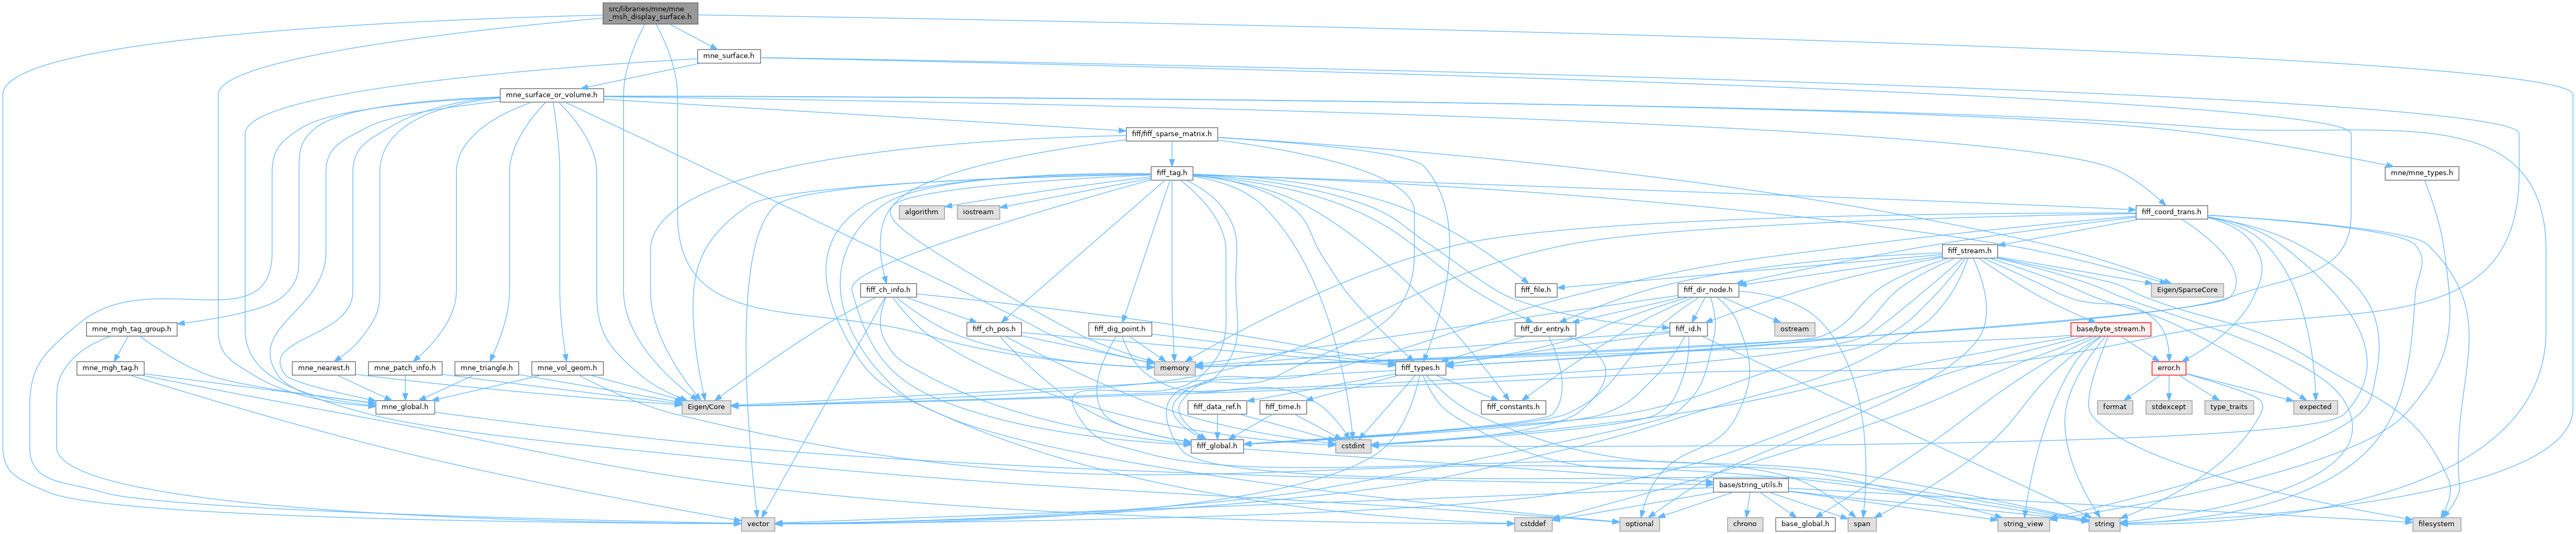 src/libraries/mne/mne
_msh_display_surface.h
mne_surface.h
mne_surface_or_volume.h
fiff/fiff_sparse_matrix.h
fiff_tag.h
mne/mne_types.h
algorithm
iostream
fiff_coord_trans.h
fiff_stream.h
fiff_ch_info.h
fiff_file.h
fiff_dir_node.h
Eigen/SparseCore
mne_mgh_tag_group.h
fiff_ch_pos.h
fiff_dig_point.h
fiff_dir_entry.h
fiff_id.h
ostream
base/byte_stream.h
mne_mgh_tag.h
mne_nearest.h
mne_patch_info.h
mne_triangle.h
mne_vol_geom.h
memory
fiff_types.h
error.h
mne_global.h
Eigen/Core
fiff_data_ref.h
fiff_time.h
fiff_constants.h
format
stdexcept
type_traits
expected
fiff_global.h
cstdint
base/string_utils.h
vector
cstddef
optional
chrono
base_global.h
span
string_view
string
filesystem